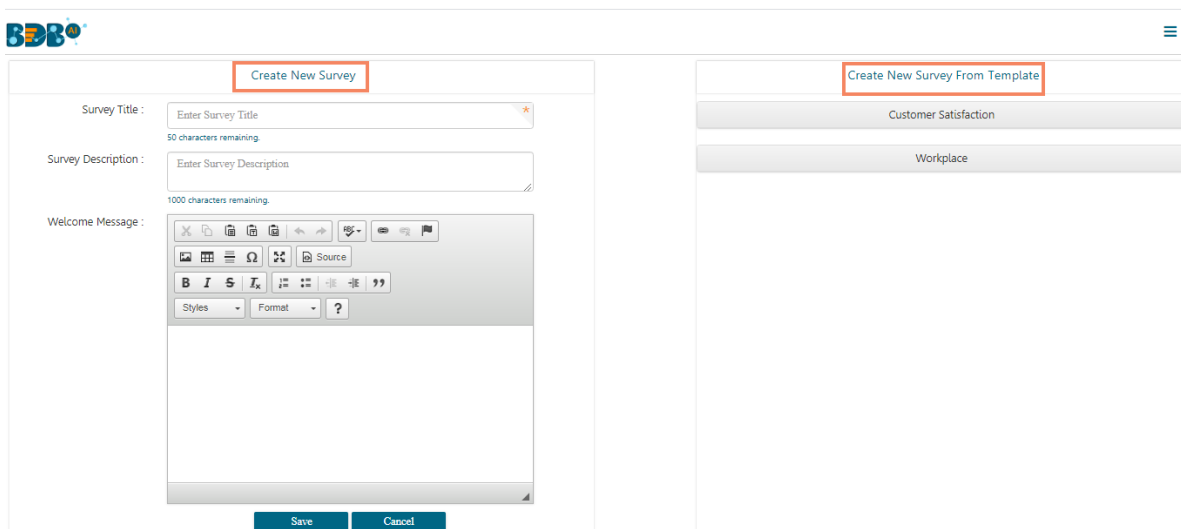 BDB AI
Create New Survey
Survey Title :
Enter Survey Title
*
50 characters remaining.
Survey Description :
Enter Survey Description
1000 characters remaining.
Welcome Message :
Source
B I S Ix
Styles Format ?
Save Cancel
Create New Survey From Template
Customer Satisfaction
Workplace